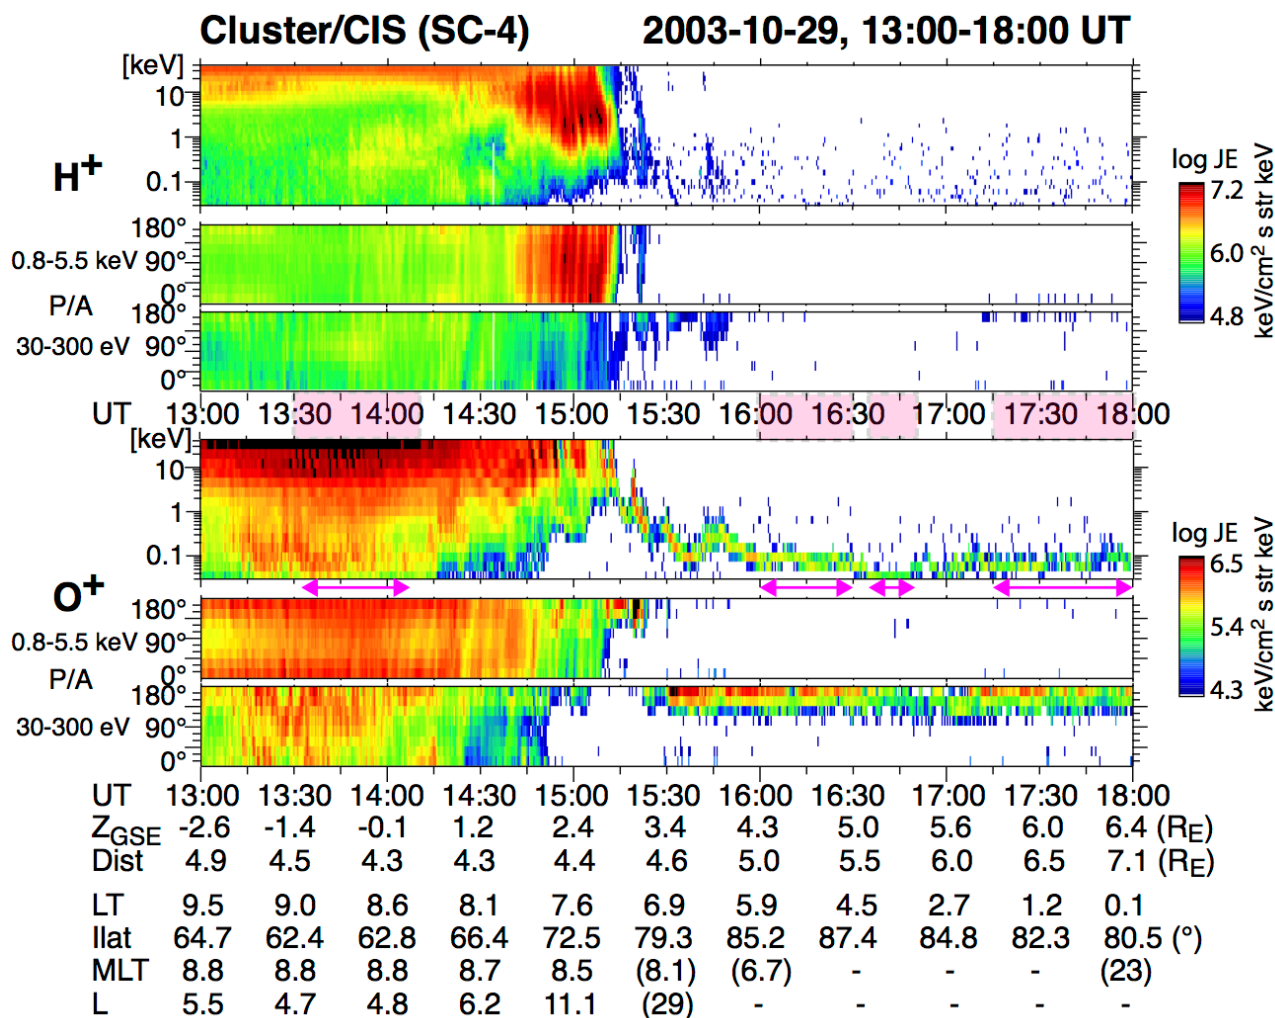 Cluster/CIS (SC-4) 2003-10-29, 13:00-18:00 UT
[keV]
10
1
0.1
H+
log JE
7.2
6.0
4.8
keV/cm2 s str keV
180°
0.8-5.5 keV 90°
0°
P/A
180°
30-300 eV 90°
0°
UT 13:00 13:30 14:00 14:30 15:00 15:30 16:00 16:30 17:00 17:30 18:00
[keV]
10
1
0.1
O+
log JE
6.5
5.4
4.3
keV/cm2 s str keV
180°
0.8-5.5 keV 90°
0°
P/A
180°
30-300 eV 90°
0°
UT 13:00 13:30 14:00 14:30 15:00 15:30 16:00 16:30 17:00 17:30 18:00
ZGSE -2.6 -1.4 -0.1 1.2 2.4 3.4 4.3 5.0 5.6 6.0 6.4 (RE)
Dist 4.9 4.5 4.3 4.3 4.4 4.6 5.0 5.5 6.0 6.5 7.1 (RE)
LT 9.5 9.0 8.6 8.1 7.6 6.9 5.9 4.5 2.7 1.2 0.1
Ilat 64.7 62.4 62.8 66.4 72.5 79.3 85.2 87.4 84.8 82.3 80.5 (°)
MLT 8.8 8.8 8.8 8.7 8.5 (8.1) (6.7) - - - (23)
L 5.5 4.7 4.8 6.2 11.1 (29) - - - - -